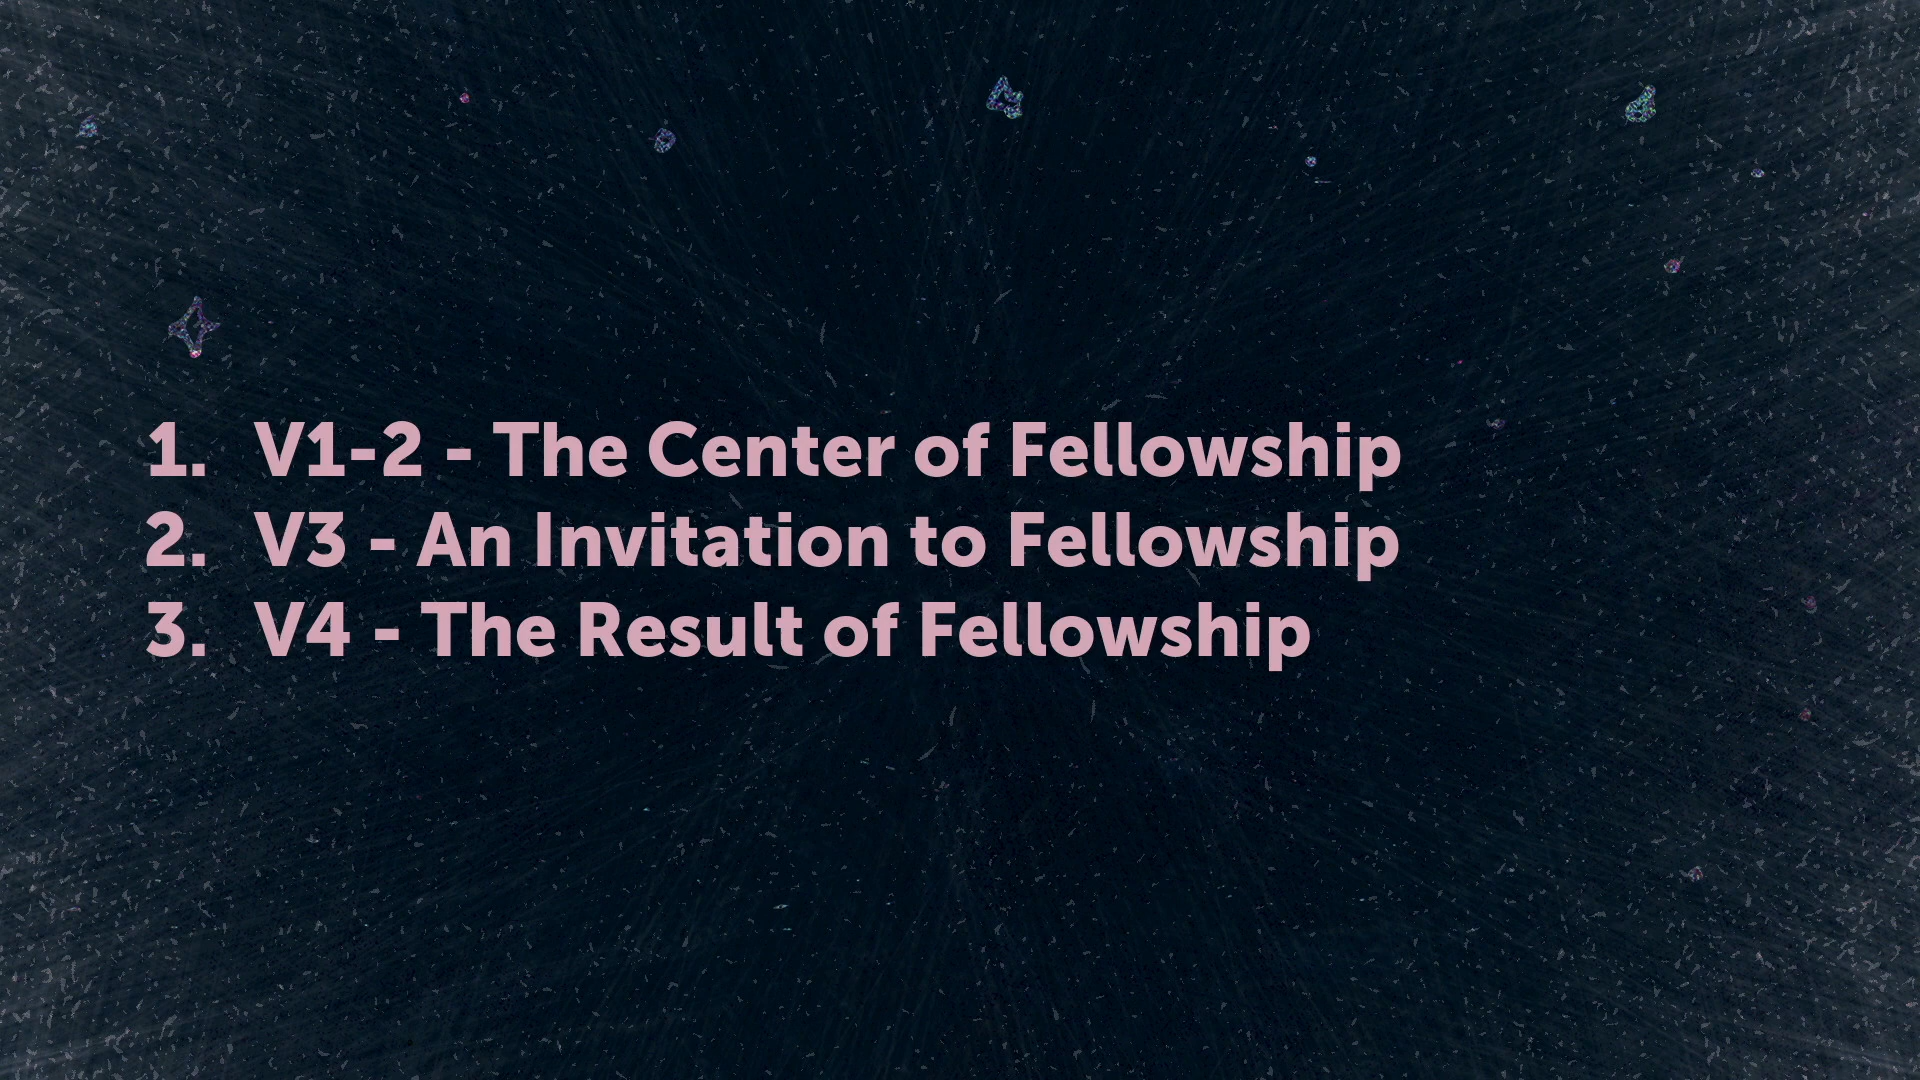 1. V1-2 - The Center of Fellowship
2. V3 - An Invitation to Fellowship
3. V4 - The Result of Fellowship